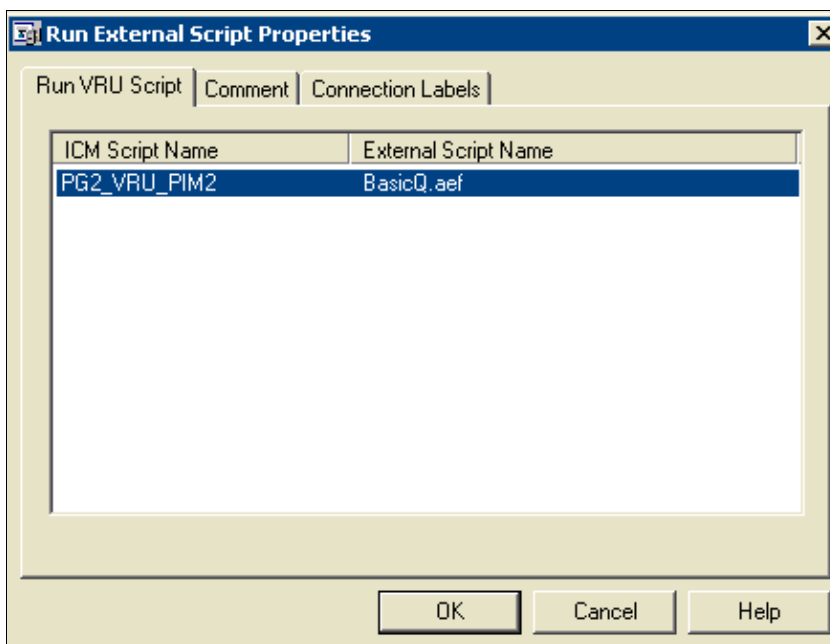 Run External Script Properties
Run VRU Script Comment Connection Labels
ICM Script Name External Script Name
PG2_VRU_PIM2 BasicQ.aef
OK Cancel Help